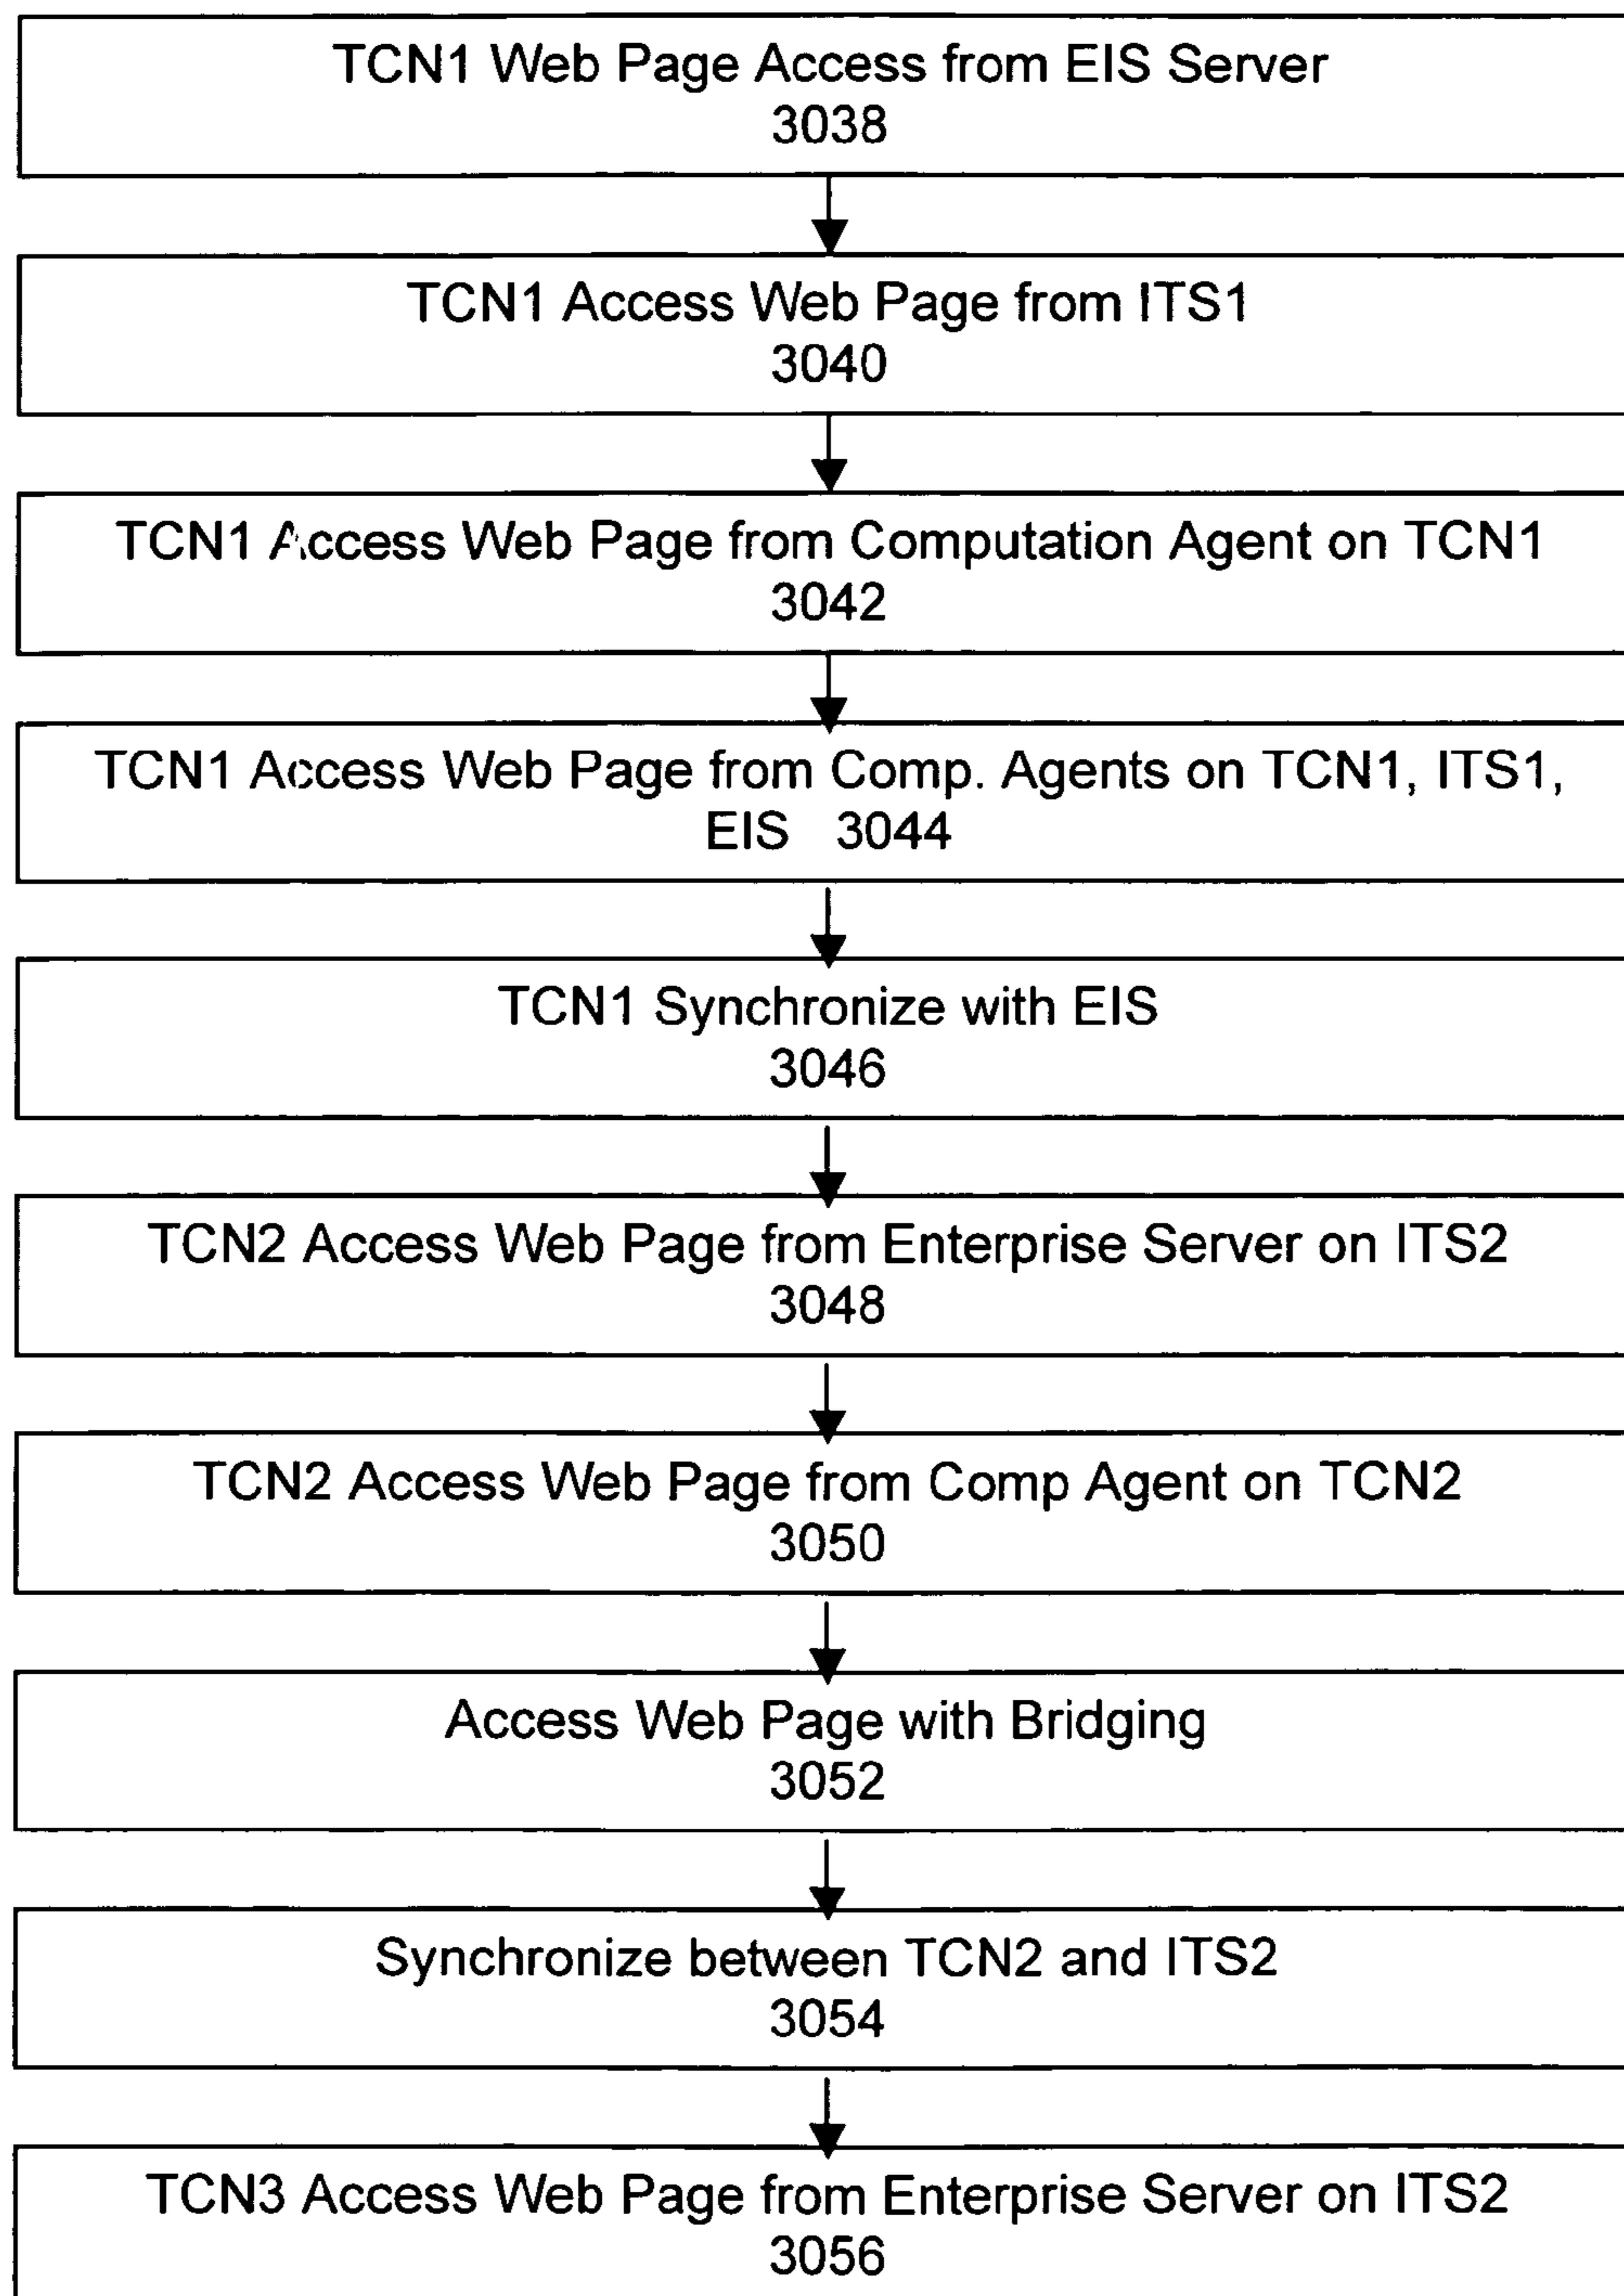 TCN1 Web Page Access from EIS Server
3038
TCN1 Access Web Page from ITS1
3040
TCN1 Access Web Page from Computation Agent on TCN1
3042
TCN1 Access Web Page from Comp. Agents on TCN1, ITS1,
EIS 3044
TCN1 Synchronize with EIS
3046
TCN2 Access Web Page from Enterprise Server on ITS2
3048
TCN2 Access Web Page from Comp Agent on TCN2
3050
Access Web Page with Bridging
3052
Synchronize between TCN2 and ITS2
3054
TCN3 Access Web Page from Enterprise Server on ITS2
3056